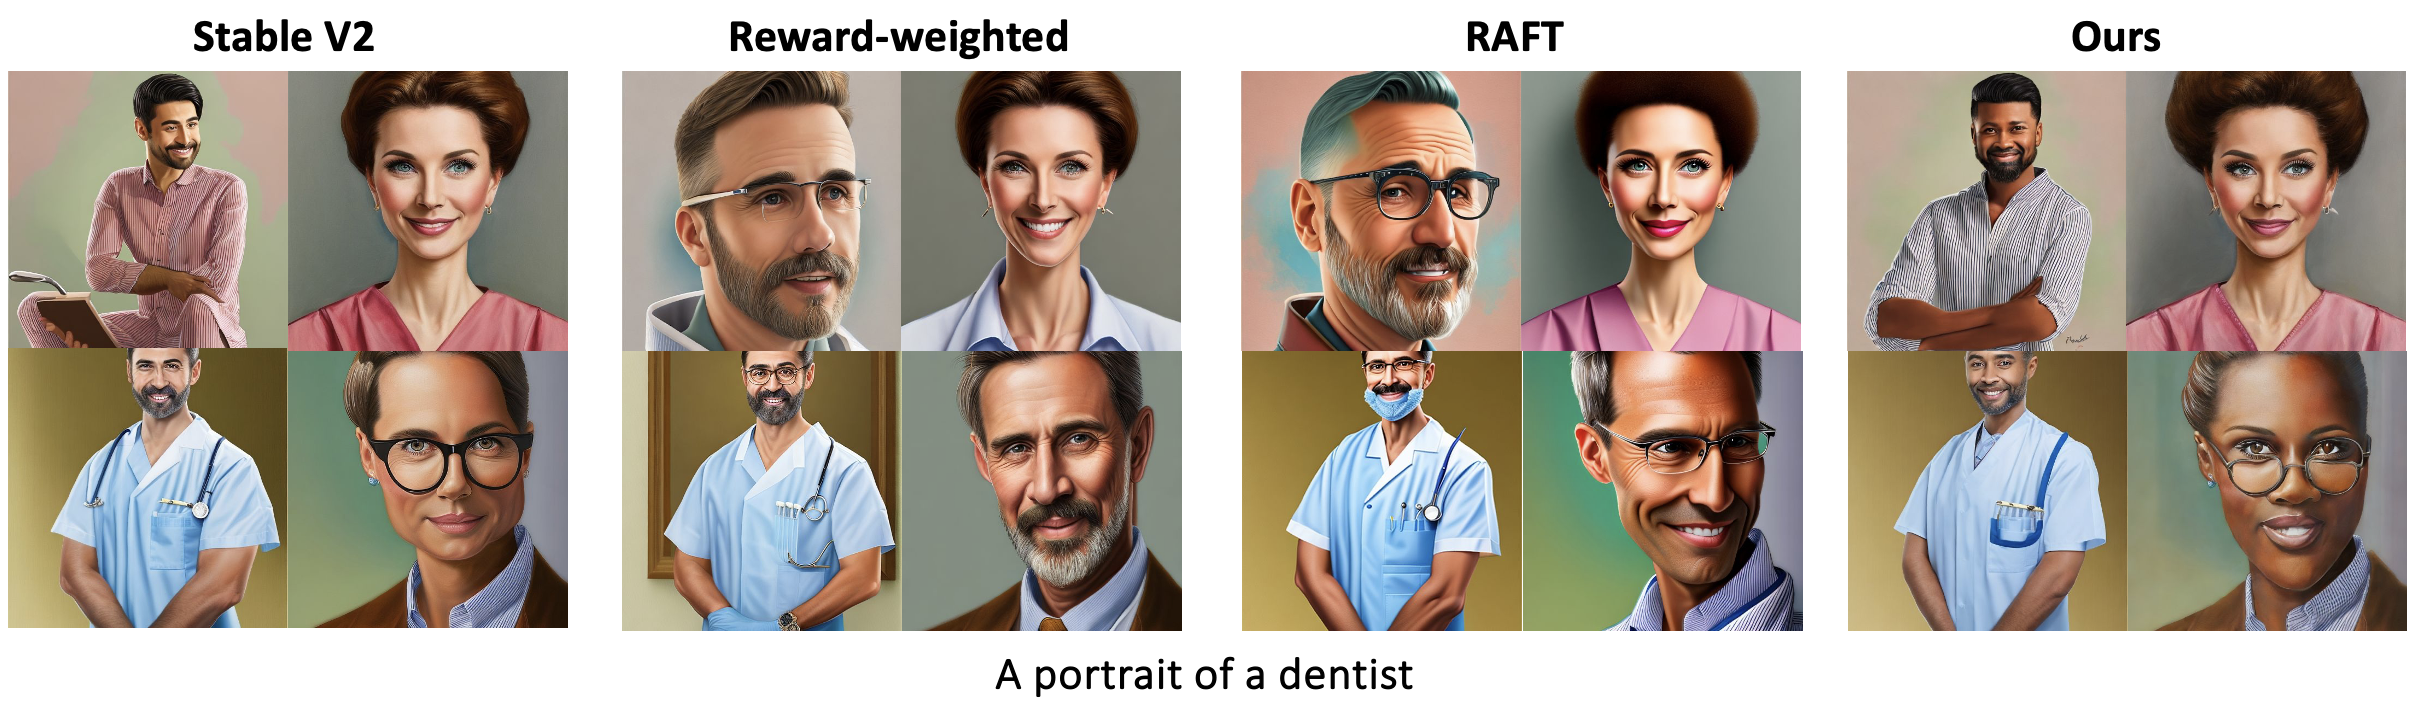 Stable V2
Reward-weighted
RAFT
Ours
A portrait of a dentist